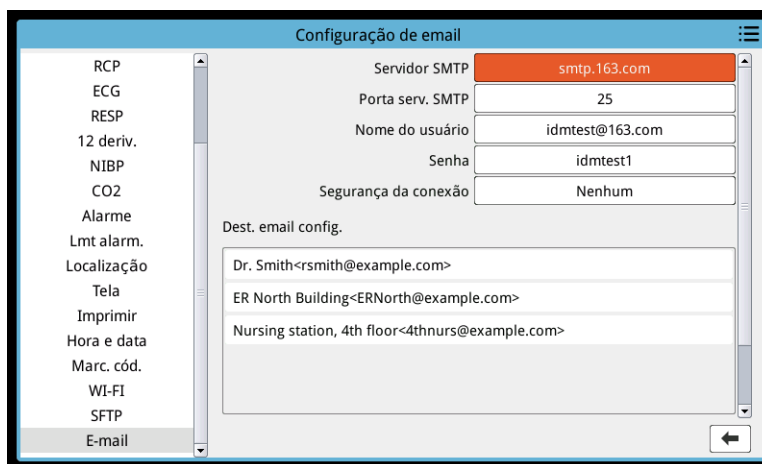 Configuração de email
RCP
ECG
RESP
12 deriv.
NIBP
CO2
Alarme
Lmt alarm.
Localização
Tela
Imprimir
Hora e data
Marc. cód.
WI-FI
SFTP
E-mail
Servidor SMTP smtp.163.com
Porta serv. SMTP 25
Nome do usuário idmtest@163.com
Senha idmtest1
Segurança da conexão Nenhum
Dest. email config.
Dr. Smith<rsmith@example.com>
ER North Building<ERNorth@example.com>
Nursing station, 4th floor<4thnurs@example.com>